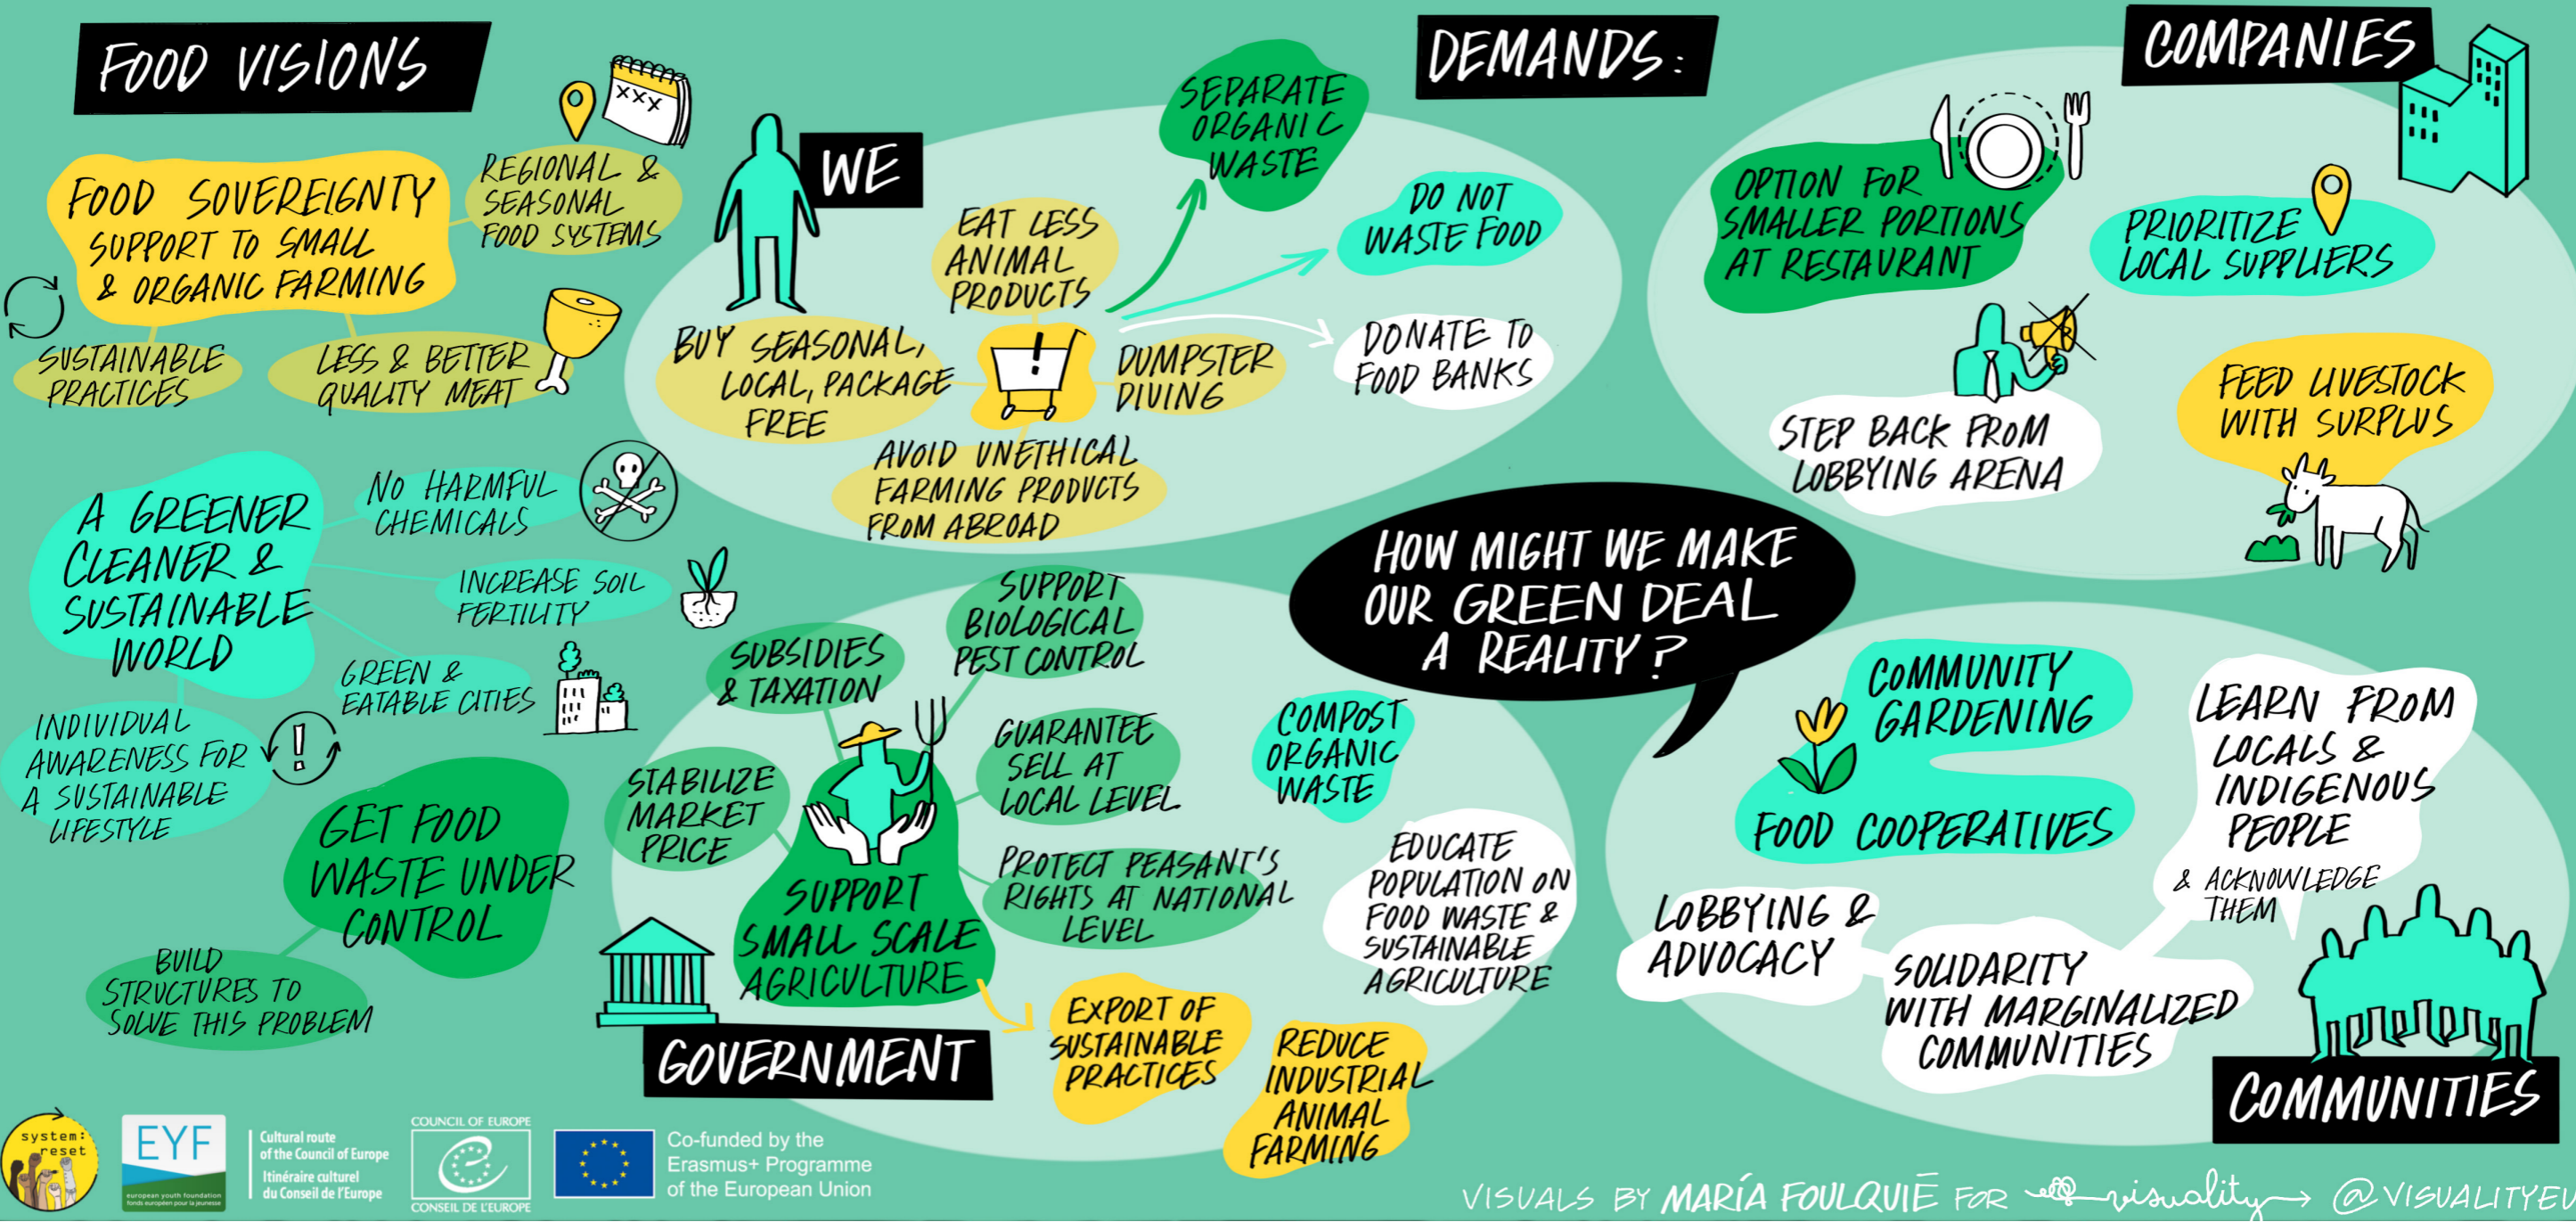 FOOD VISIONS
FOOD SOVEREIGNTY
SUPPORT TO SMALL
& ORGANIC FARMING
REGIONAL &
SEASONAL
FOOD SYSTEMS
XXX
SUSTAINABLE
PRACTICES
LESS & BETTER
QUALITY MEAT
A GREENER
CLEANER &
SUSTAINABLE
WORLD
NO HARMFUL
CHEMICALS
INCREASE SOIL
FERTILITY
GREEN &
EATABLE CITIES
INDIVIDUAL
AWARENESS FOR
A SUSTAINABLE
LIFESTYLE
!
GET FOOD
WASTE UNDER
CONTROL
BUILD
STRUCTURES TO
SOLVE THIS PROBLEM
DEMANDS:
WE
EAT LESS
ANIMAL
PRODUCTS
BUY SEASONAL,
LOCAL, PACKAGE
FREE
!
DUMPSTER
DIVING
AVOID UNETHICAL
FARMING PRODUCTS
FROM ABROAD
SEPARATE
ORGANIC
WASTE
DO NOT
WASTE FOOD
DONATE TO
FOOD BANKS
COMPANIES
OPTION FOR
SMALLER PORTIONS
AT RESTAURANT
PRIORITIZE
LOCAL SUPPLIERS
STEP BACK FROM
LOBBYING ARENA
FEED LIVESTOCK
WITH SURPLUS
HOW MIGHT WE MAKE
OUR GREEN DEAL
A REALITY?
GOVERNMENT
SUPPORT
SMALL SCALE
AGRICULTURE
SUBSIDIES
& TAXATION
SUPPORT
BIOLOGICAL
PEST CONTROL
STABILIZE
MARKET
PRICE
GUARANTEE
SELL AT
LOCAL LEVEL
PROTECT PEASANT'S
RIGHTS AT NATIONAL
LEVEL
COMPOST
ORGANIC
WASTE
EDUCATE
POPULATION ON
FOOD WASTE &
SUSTAINABLE
AGRICULTURE
EXPORT OF
SUSTAINABLE
PRACTICES
REDUCE
INDUSTRIAL
ANIMAL
FARMING
COMMUNITY
GARDENING
FOOD COOPERATIVES
LEARN FROM
LOCALS &
INDIGENOUS
PEOPLE
& ACKNOWLEDGE
THEM
LOBBYING &
ADVOCACY
SOLIDARITY
WITH MARGINALIZED
COMMUNITIES
COMMUNITIES
system:
reset
EYF
european youth foundation
fonds européen pour la jeunesse
Cultural route
of the Council of Europe
Itinéraire culturel
du Conseil de l'Europe
COUNCIL OF EUROPE
CONSEIL DE L'EUROPE
Co-funded by the
Erasmus+ Programme
of the European Union
VISUALS BY MARÍA FOULQUIÉ FOR visuality @VISUALITYEU